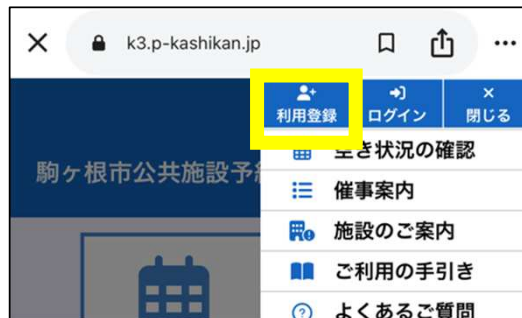 k3.p-kashikan.jp
利用登録
ログイン
閉じる
空き状況の確認
駒ヶ根市公共施設予
催事案内
施設のご案内
ご利用の手引き
よくあるご質問